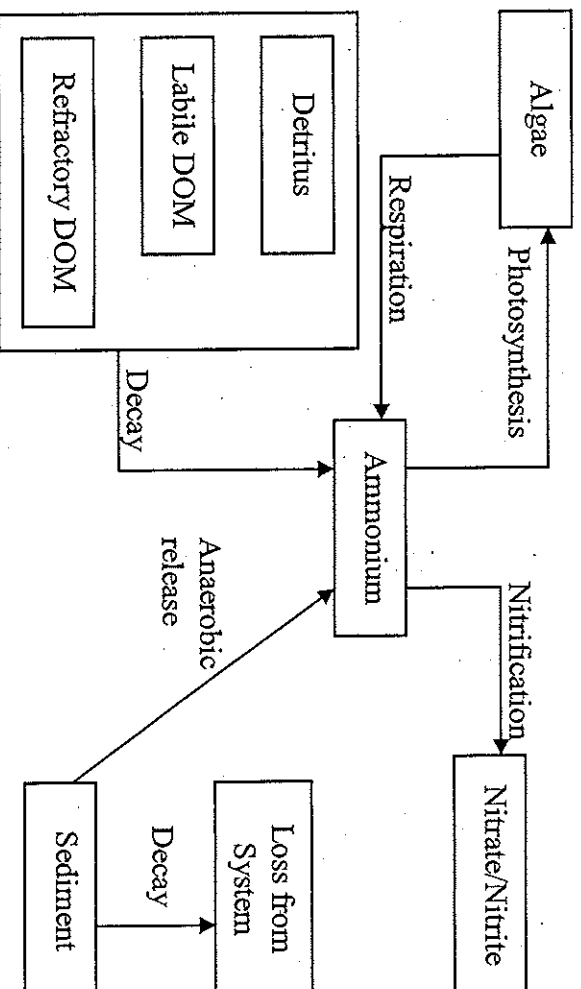 Algae
Photosynthesis
Nitrification
Nitrate/Nitrite
Respiration
Ammonium
Detritus
Labile DOM
Refractory DOM
Decay
Anaerobic
release
Loss from
System
Decay
Sediment